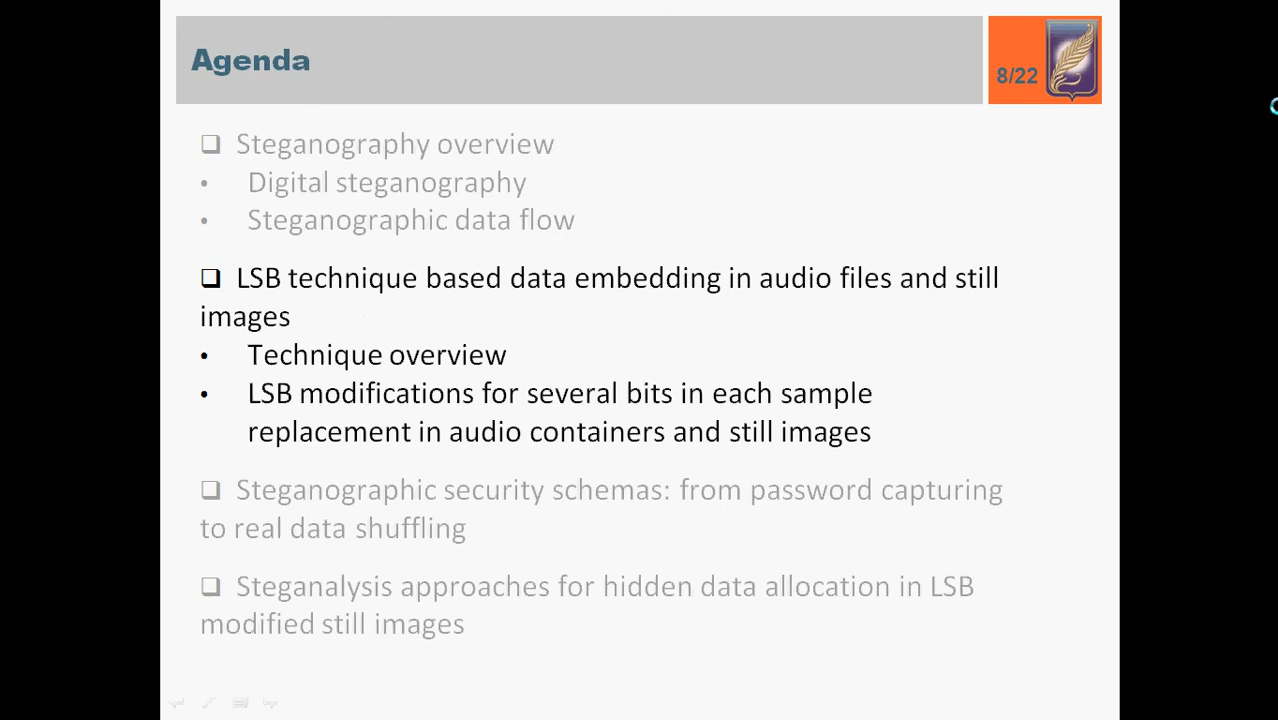 Agenda
8/22
❑ Steganography overview
• Digital steganography
• Steganographic data flow
❑ LSB technique based data embedding in audio files and still
images
• Technique overview
• LSB modifications for several bits in each sample
replacement in audio containers and still images
❑ Steganographic security schemas: from password capturing
to real data shuffling
❑ Steganalysis approaches for hidden data allocation in LSB
modified still images